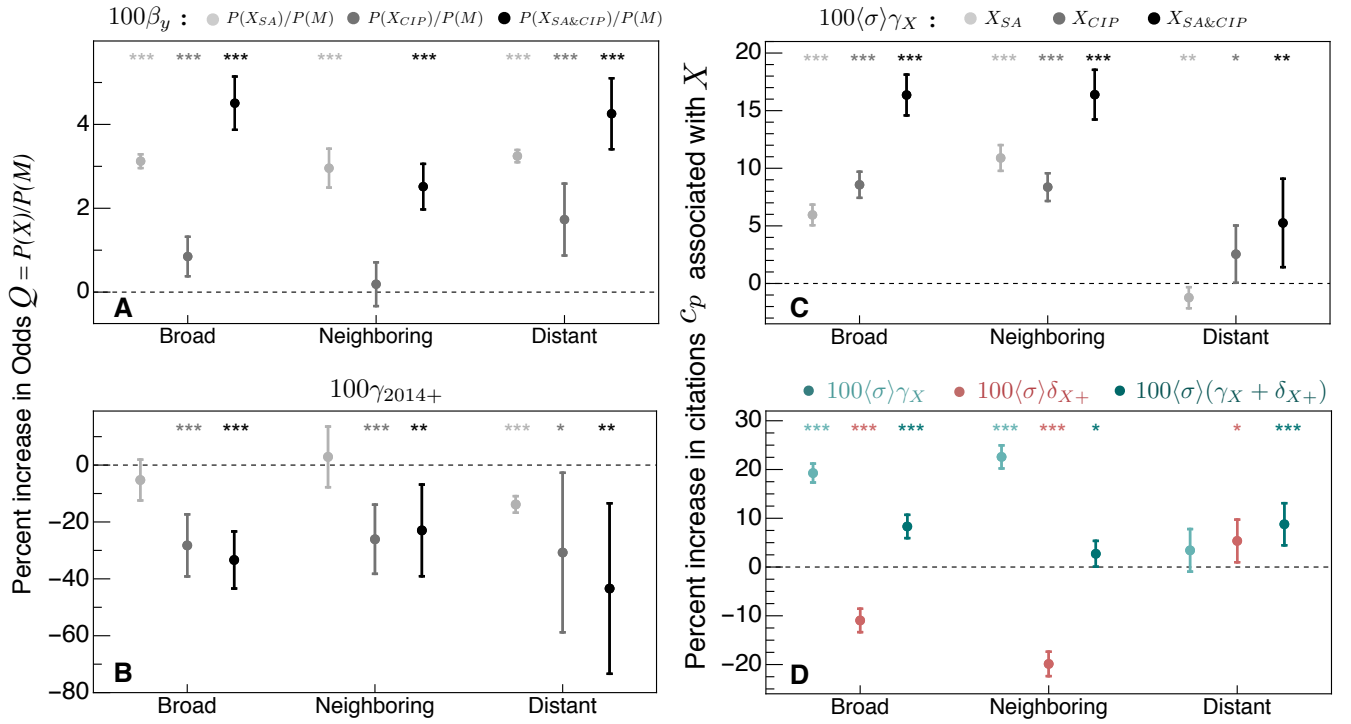 100β_y : P(X_SA)/P(M) P(X_CIP)/P(M) P(X_SA&CIP)/P(M)
*** *** *** *** *** *** *** ***
4
2
0
A
Broad Neighboring Distant
100γ_2014+
*** *** *** ** *** * **
0
−20
−40
−60
−80
B
Broad Neighboring Distant
Percent increase in Odds Q = P(X)/P(M)
100⟨σ⟩γ_X : X_SA X_CIP X_SA&CIP
20
*** *** *** *** *** *** ** * **
15
10
5
0
C
Broad Neighboring Distant
100⟨σ⟩γ_X 100⟨σ⟩δ_X+ 100⟨σ⟩(γ_X + δ_X+)
30
*** *** *** *** *** * * ***
20
10
0
−10
−20
D
Broad Neighboring Distant
Percent increase in citations c_p associated with X